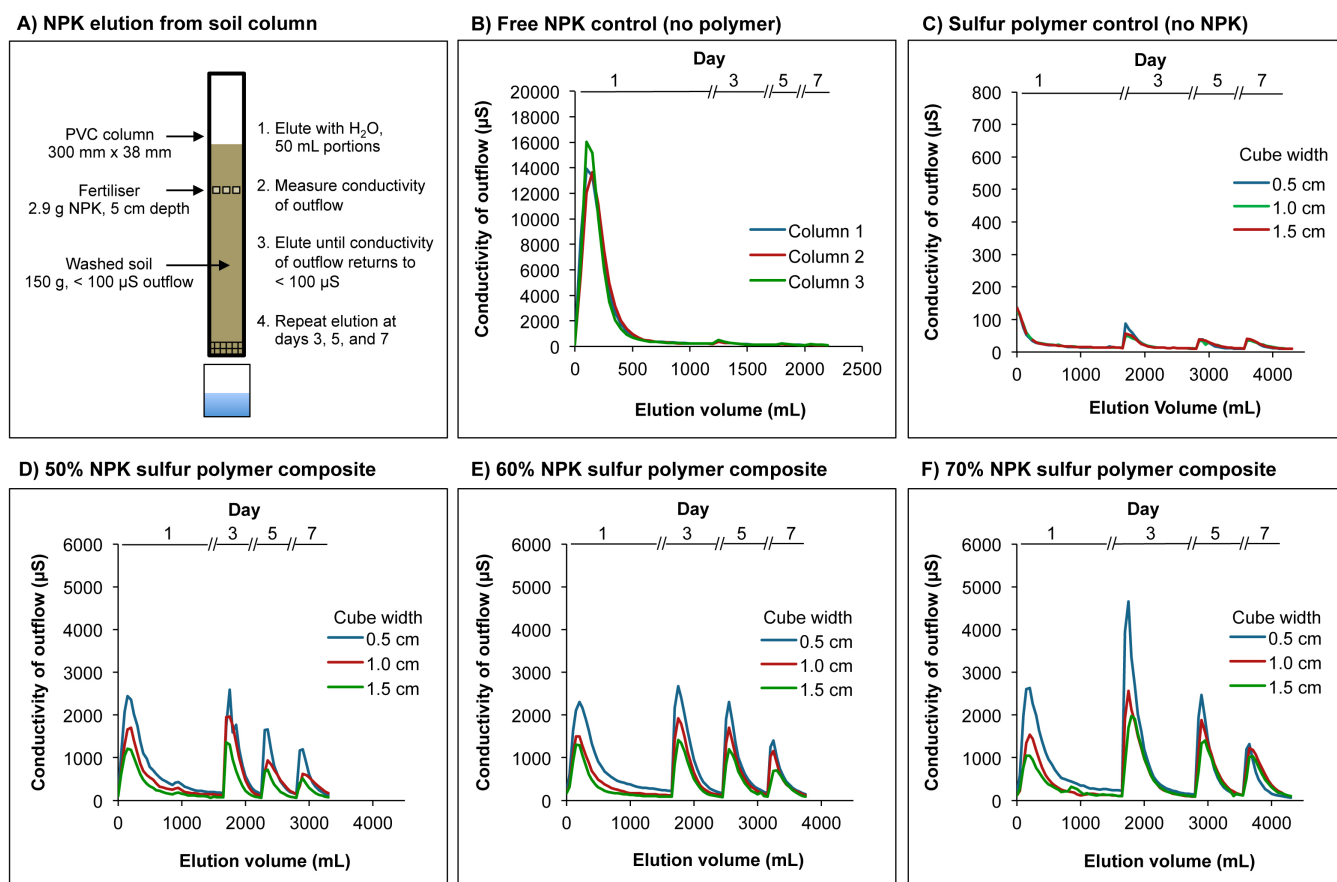 A) NPK elution from soil column
PVC column
300 mm x 38 mm
Fertiliser
2.9 g NPK, 5 cm depth
Washed soil
150 g, < 100 µS outflow
1. Elute with H₂O,
50 mL portions
2. Measure conductivity
of outflow
3. Elute until conductivity
of outflow returns to
< 100 µS
4. Repeat elution at
days 3, 5, and 7
B) Free NPK control (no polymer)
Day
1 3 5 7
Conductivity of outflow (µS)
20000
18000
16000
14000
12000
10000
8000
6000
4000
2000
0
Column 1
Column 2
Column 3
0 500 1000 1500 2000 2500
Elution volume (mL)
C) Sulfur polymer control (no NPK)
Day
1 3 5 7
Conductivity of outflow (µS)
800
700
600
500
400
300
200
100
0
Cube width
0.5 cm
1.0 cm
1.5 cm
0 1000 2000 3000 4000
Elution Volume (mL)
D) 50% NPK sulfur polymer composite
Day
1 3 5 7
Conductivity of outflow (µS)
6000
5000
4000
3000
2000
1000
0
Cube width
0.5 cm
1.0 cm
1.5 cm
0 1000 2000 3000 4000
Elution volume (mL)
E) 60% NPK sulfur polymer composite
Day
1 3 5 7
Conductivity of outflow (µS)
6000
5000
4000
3000
2000
1000
0
Cube width
0.5 cm
1.0 cm
1.5 cm
0 1000 2000 3000 4000
Elution volume (mL)
F) 70% NPK sulfur polymer composite
Day
1 3 5 7
Conductivity of outflow (µS)
6000
5000
4000
3000
2000
1000
0
Cube width
0.5 cm
1.0 cm
1.5 cm
0 1000 2000 3000 4000
Elution volume (mL)